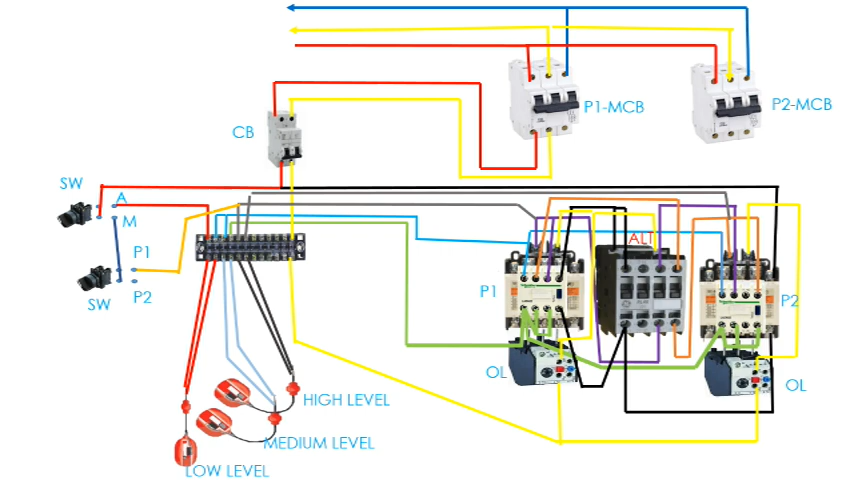 P1-MCB
P2-MCB
CB
SW
A
M
P1
SW
P2
ALT
P1
P2
OL
OL
HIGH LEVEL
MEDIUM LEVEL
LOW LEVEL